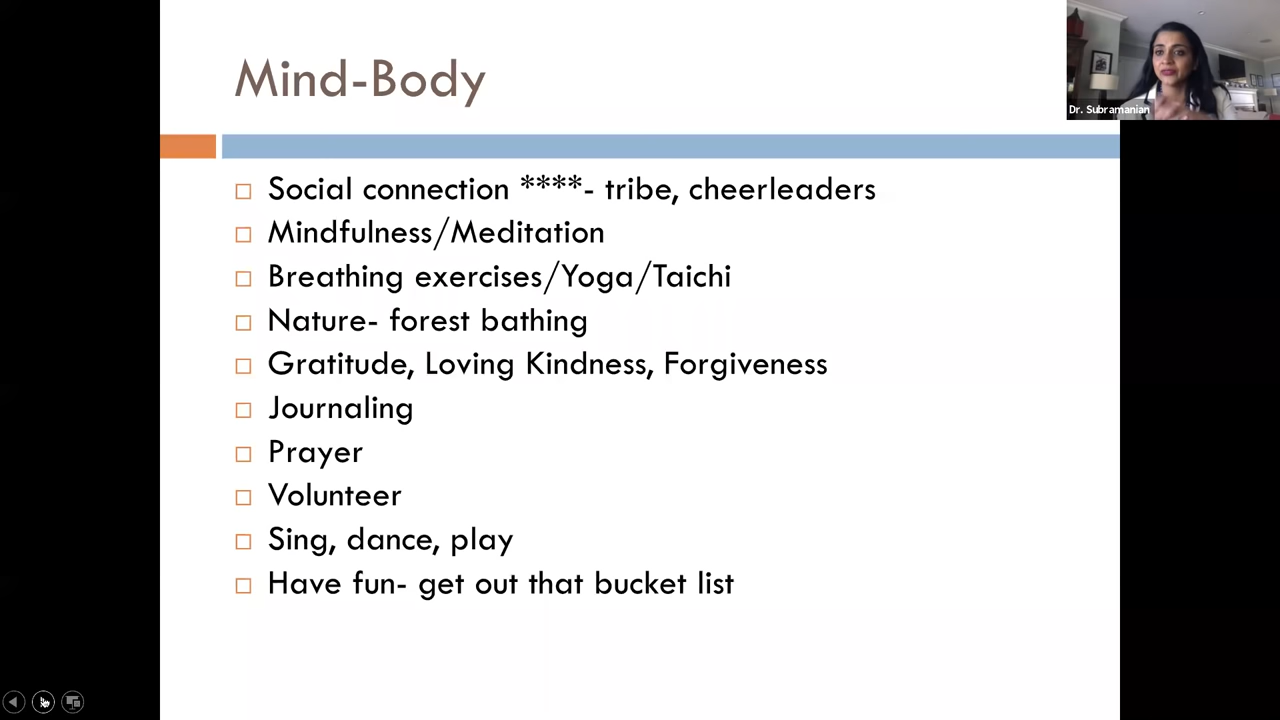 Mind-Body
Dr. Subramanian
Social connection ****- tribe, cheerleaders
Mindfulness/Meditation
Breathing exercises/Yoga/Taichi
Nature- forest bathing
Gratitude, Loving Kindness, Forgiveness
Journaling
Prayer
Volunteer
Sing, dance, play
Have fun- get out that bucket list